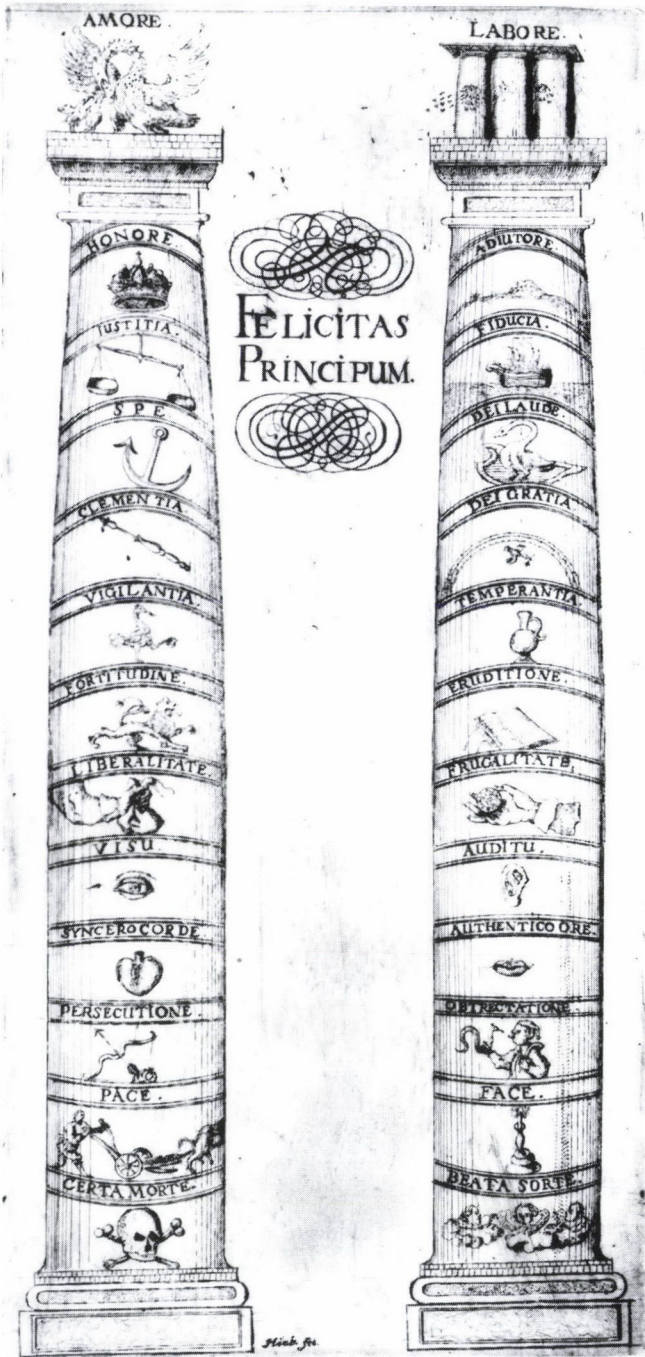 AMORE.
HONORE.
IUSTITIA.
SPE
CLEMENTIA
VIGILANTIA.
FORTITUDINE.
LIBERALITATE.
VISU
SYNCERO CORDE
PERSECUTIONE.
PACE.
CERTA MORTE.
FELICITAS
PRINCIPUM.
LABORE.
ADIUTORE.
FIDUCIA.
DEI LAUDE.
DEI GRATIA
TEMPERANTIA.
ERUDITIONE.
FRUGALITATE,
AUDITU.
AUTHENTICO ORE.
OBTRECTATIONE.
FACE.
BEATA SORTE.